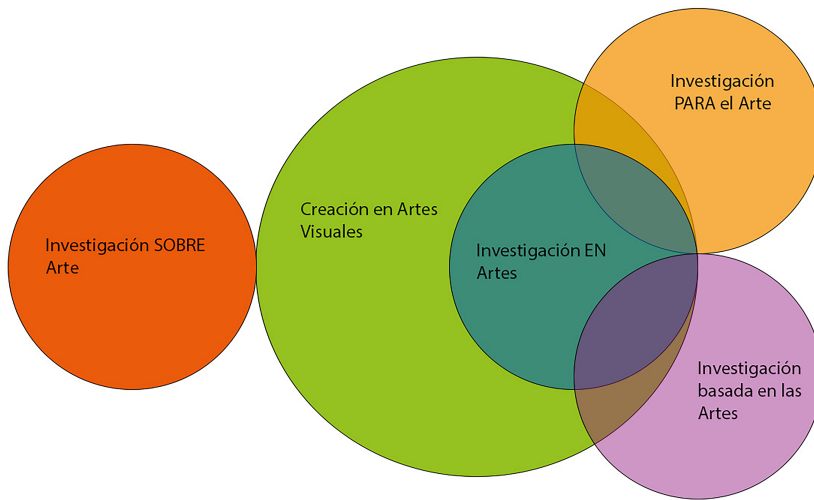 Investigación
PARA el Arte
Creación en Artes
Visuales
Investigación SOBRE
Arte
Investigación EN
Artes
Investigación
basada en las
Artes